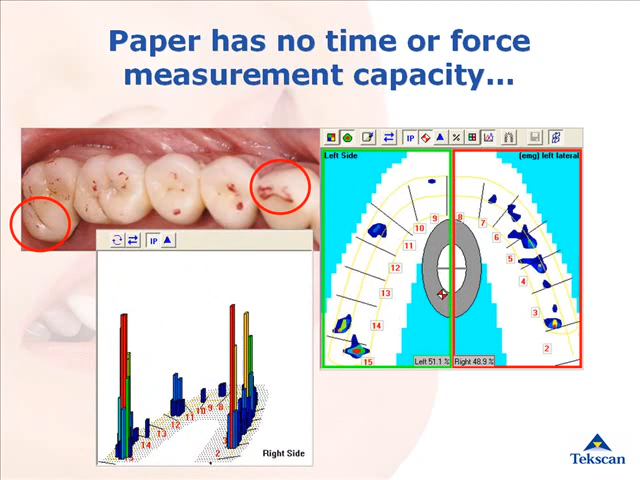 Paper has no time or force
measurement capacity...
IP
%
Left Side
(emg) left lateral
9
8
10
7
11
6
12
5
13
4
14
3
15
2
Left 51.1 %
Right 48.9 %
IP
8
9
10
11
12
13
14
2
Right Side
Tekscan